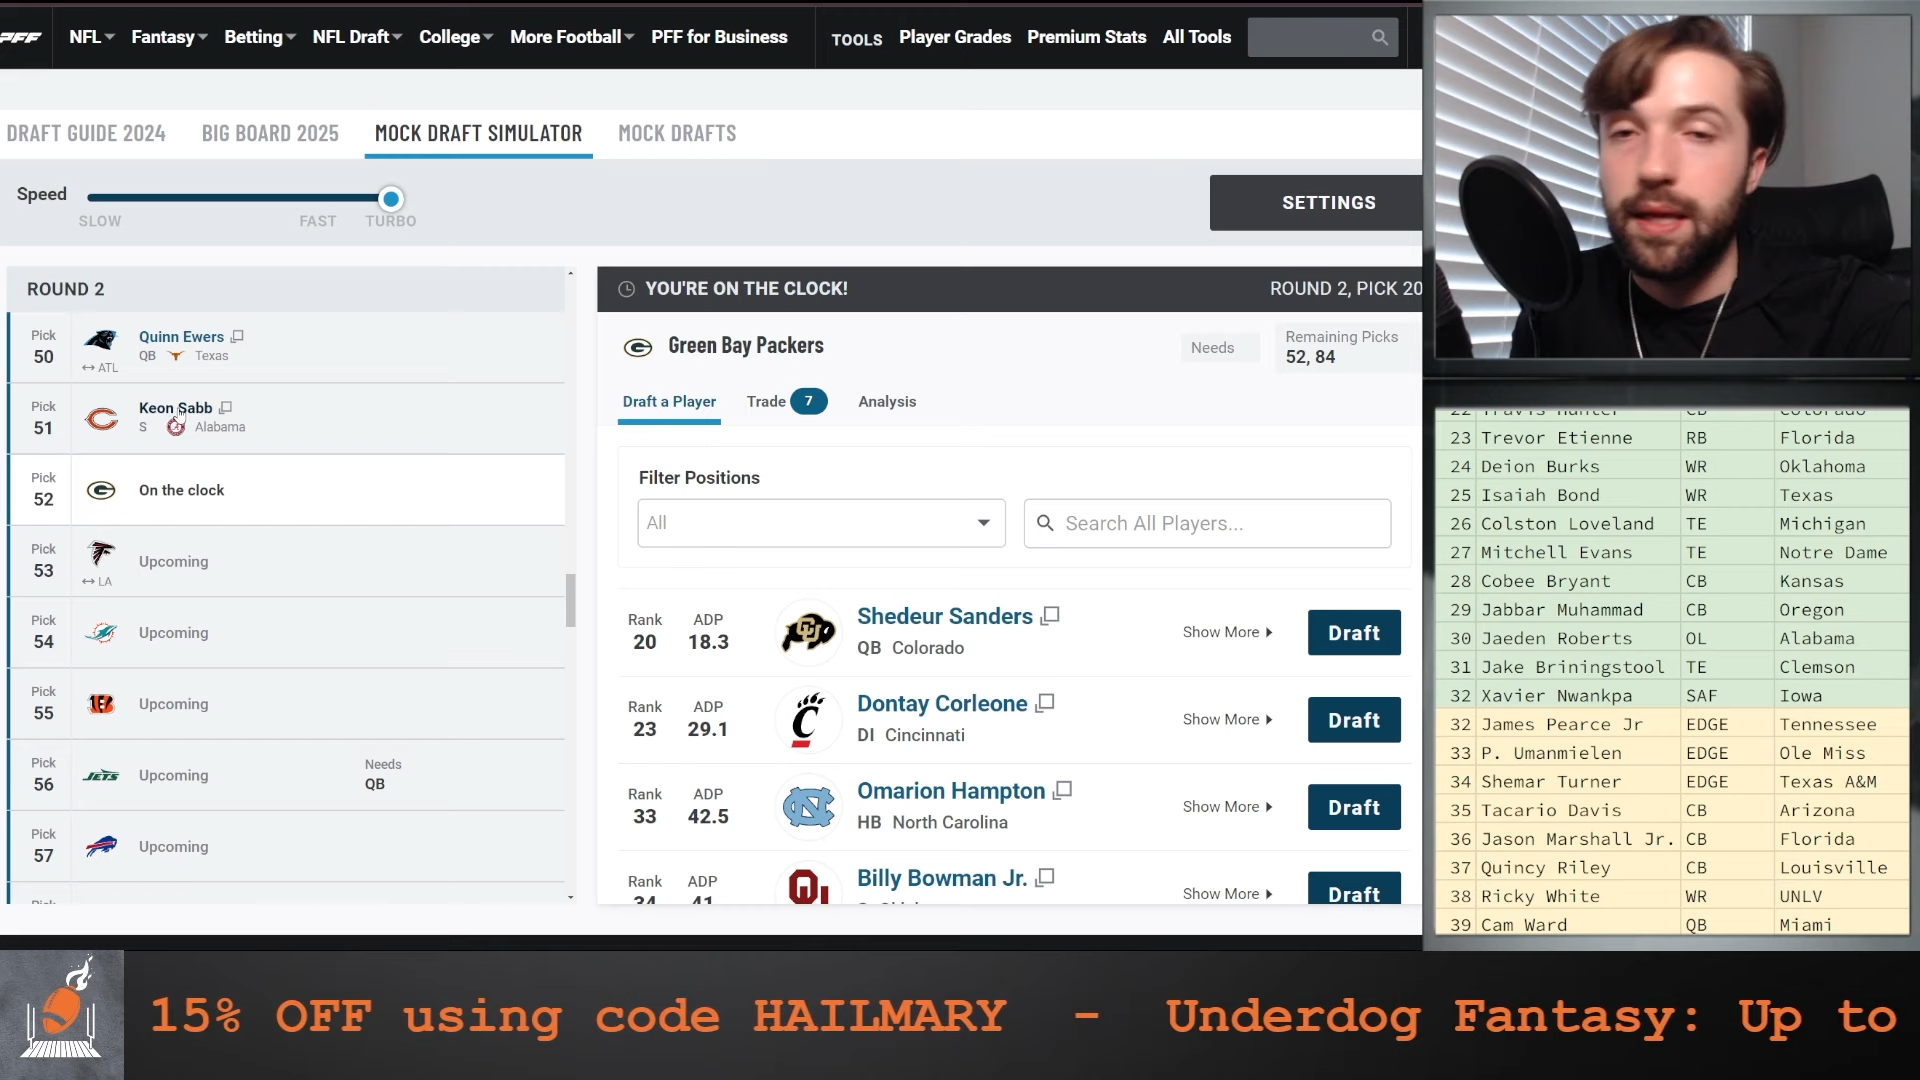 PFF NFL Fantasy Betting NFL Draft College More Football PFF for Business TOOLS Player Grades Premium Stats All Tools
DRAFT GUIDE 2024 BIG BOARD 2025 MOCK DRAFT SIMULATOR MOCK DRAFTS
Speed
SLOW FAST TURBO
SETTINGS
ROUND 2
Pick 50
ATL
Quinn Ewers
QB Texas
Pick 51
Keon Sabb
S Alabama
Pick 52
On the clock
Pick 53
LA
Upcoming
Pick 54
Upcoming
Pick 55
Upcoming
Pick 56
JETS
Upcoming
Needs
QB
Pick 57
Upcoming
YOU'RE ON THE CLOCK! ROUND 2, PICK 20
G
Green Bay Packers
Needs
Remaining Picks
52, 84
Draft a Player Trade 7 Analysis
Filter Positions
All
Search All Players...
Rank 20
ADP 18.3
CU
Shedeur Sanders
QB Colorado
Show More
Draft
Rank 23
ADP 29.1
Dontay Corleone
DI Cincinnati
Show More
Draft
Rank 33
ADP 42.5
NC
Omarion Hampton
HB North Carolina
Show More
Draft
Rank 34
ADP 41
OU
Billy Bowman Jr.
Show More
Draft
22 Travis Hunter CB Colorado
23 Trevor Etienne RB Florida
24 Deion Burks WR Oklahoma
25 Isaiah Bond WR Texas
26 Colston Loveland TE Michigan
27 Mitchell Evans TE Notre Dame
28 Cobee Bryant CB Kansas
29 Jabbar Muhammad CB Oregon
30 Jaeden Roberts OL Alabama
31 Jake Briningstool TE Clemson
32 Xavier Nwankpa SAF Iowa
32 James Pearce Jr EDGE Tennessee
33 P. Umanmielen EDGE Ole Miss
34 Shemar Turner EDGE Texas A&M
35 Tacario Davis CB Arizona
36 Jason Marshall Jr. CB Florida
37 Quincy Riley CB Louisville
38 Ricky White WR UNLV
39 Cam Ward QB Miami
15% OFF using code HAILMARY - Underdog Fantasy: Up to